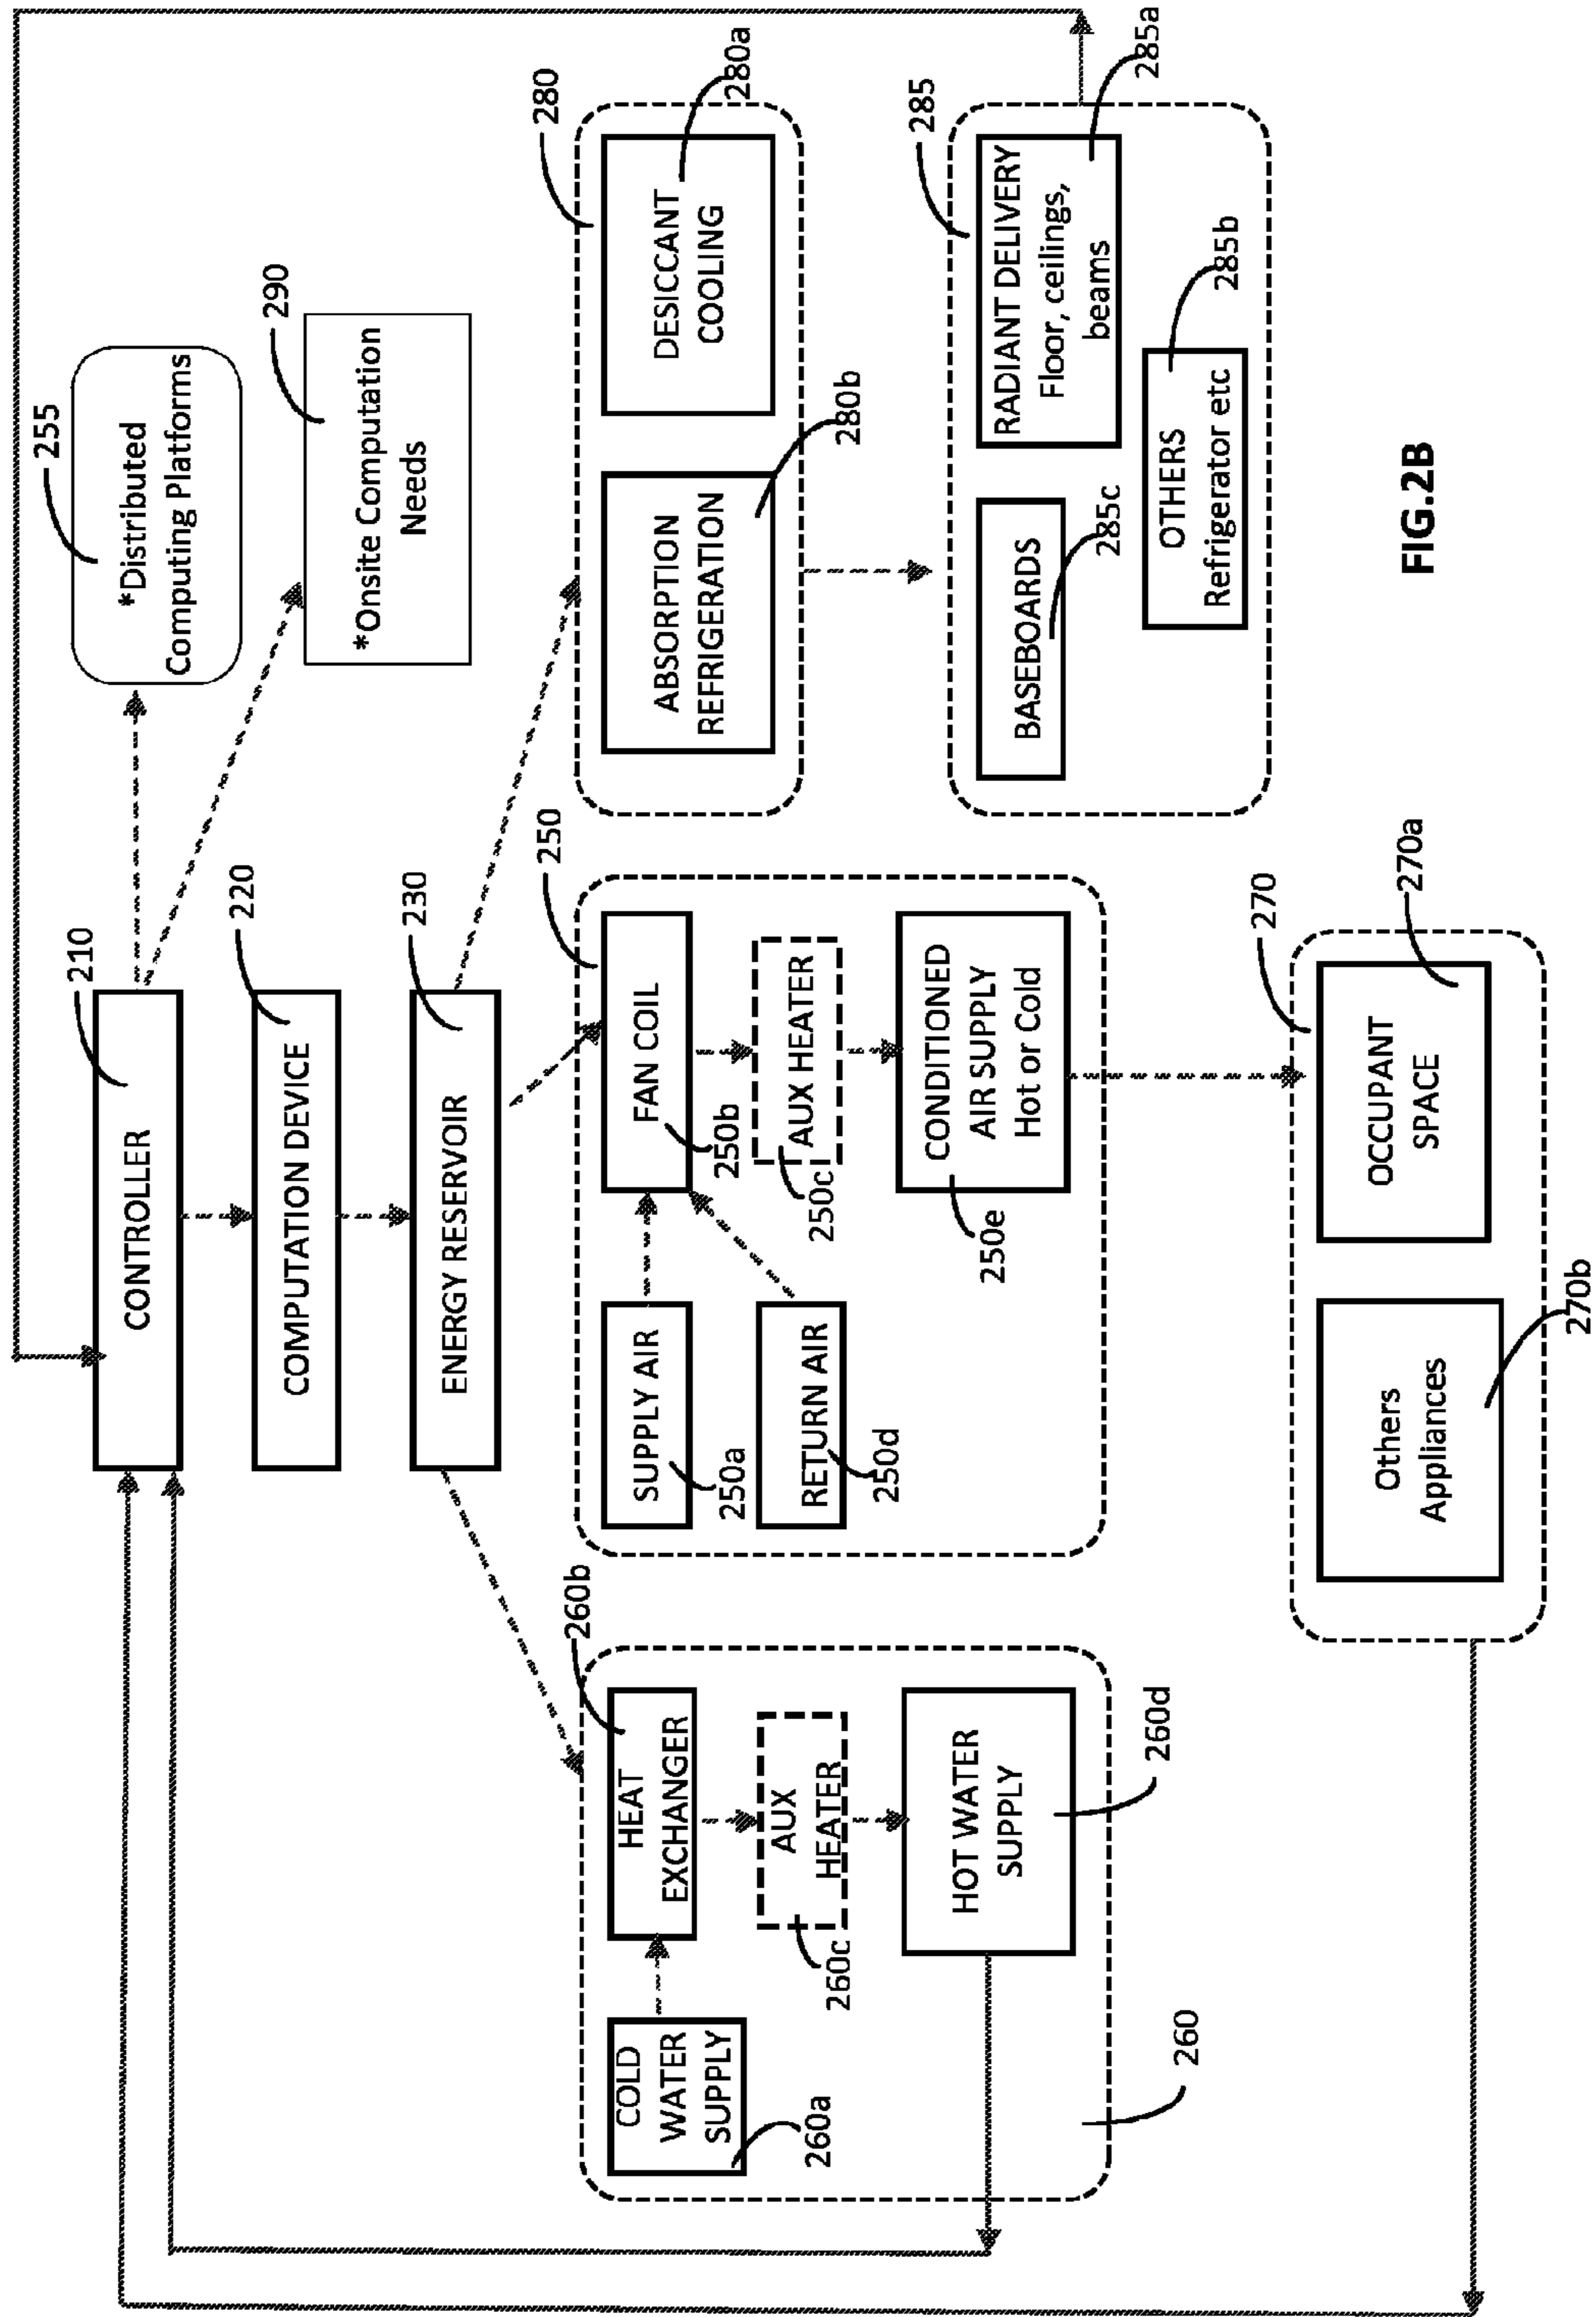 255
*Distributed
Computing Platforms
290
*Onsite Computation
Needs
210
CONTROLLER
220
COMPUTATION DEVICE
230
ENERGY RESERVOIR
260b
HEAT
EXCHANGER
COLD
WATER
SUPPLY
260a
AUX
HEATER
260c
HOT WATER
SUPPLY
260d
260
250
SUPPLY AIR
250a
FAN COIL
250b
RETURN AIR
250d
AUX HEATER
250c
CONDITIONED
AIR SUPPLY
Hot or Cold
250e
280
ABSORPTION
REFRIGERATION
280b
DESICCANT
COOLING
280a
285
BASEBOARDS
285c
RADIANT DELIVERY
Floor, ceilings,
beams
285a
OTHERS
Refrigerator etc
285b
270
Others
Appliances
270b
OCCUPANT
SPACE
270a
FIG.2B